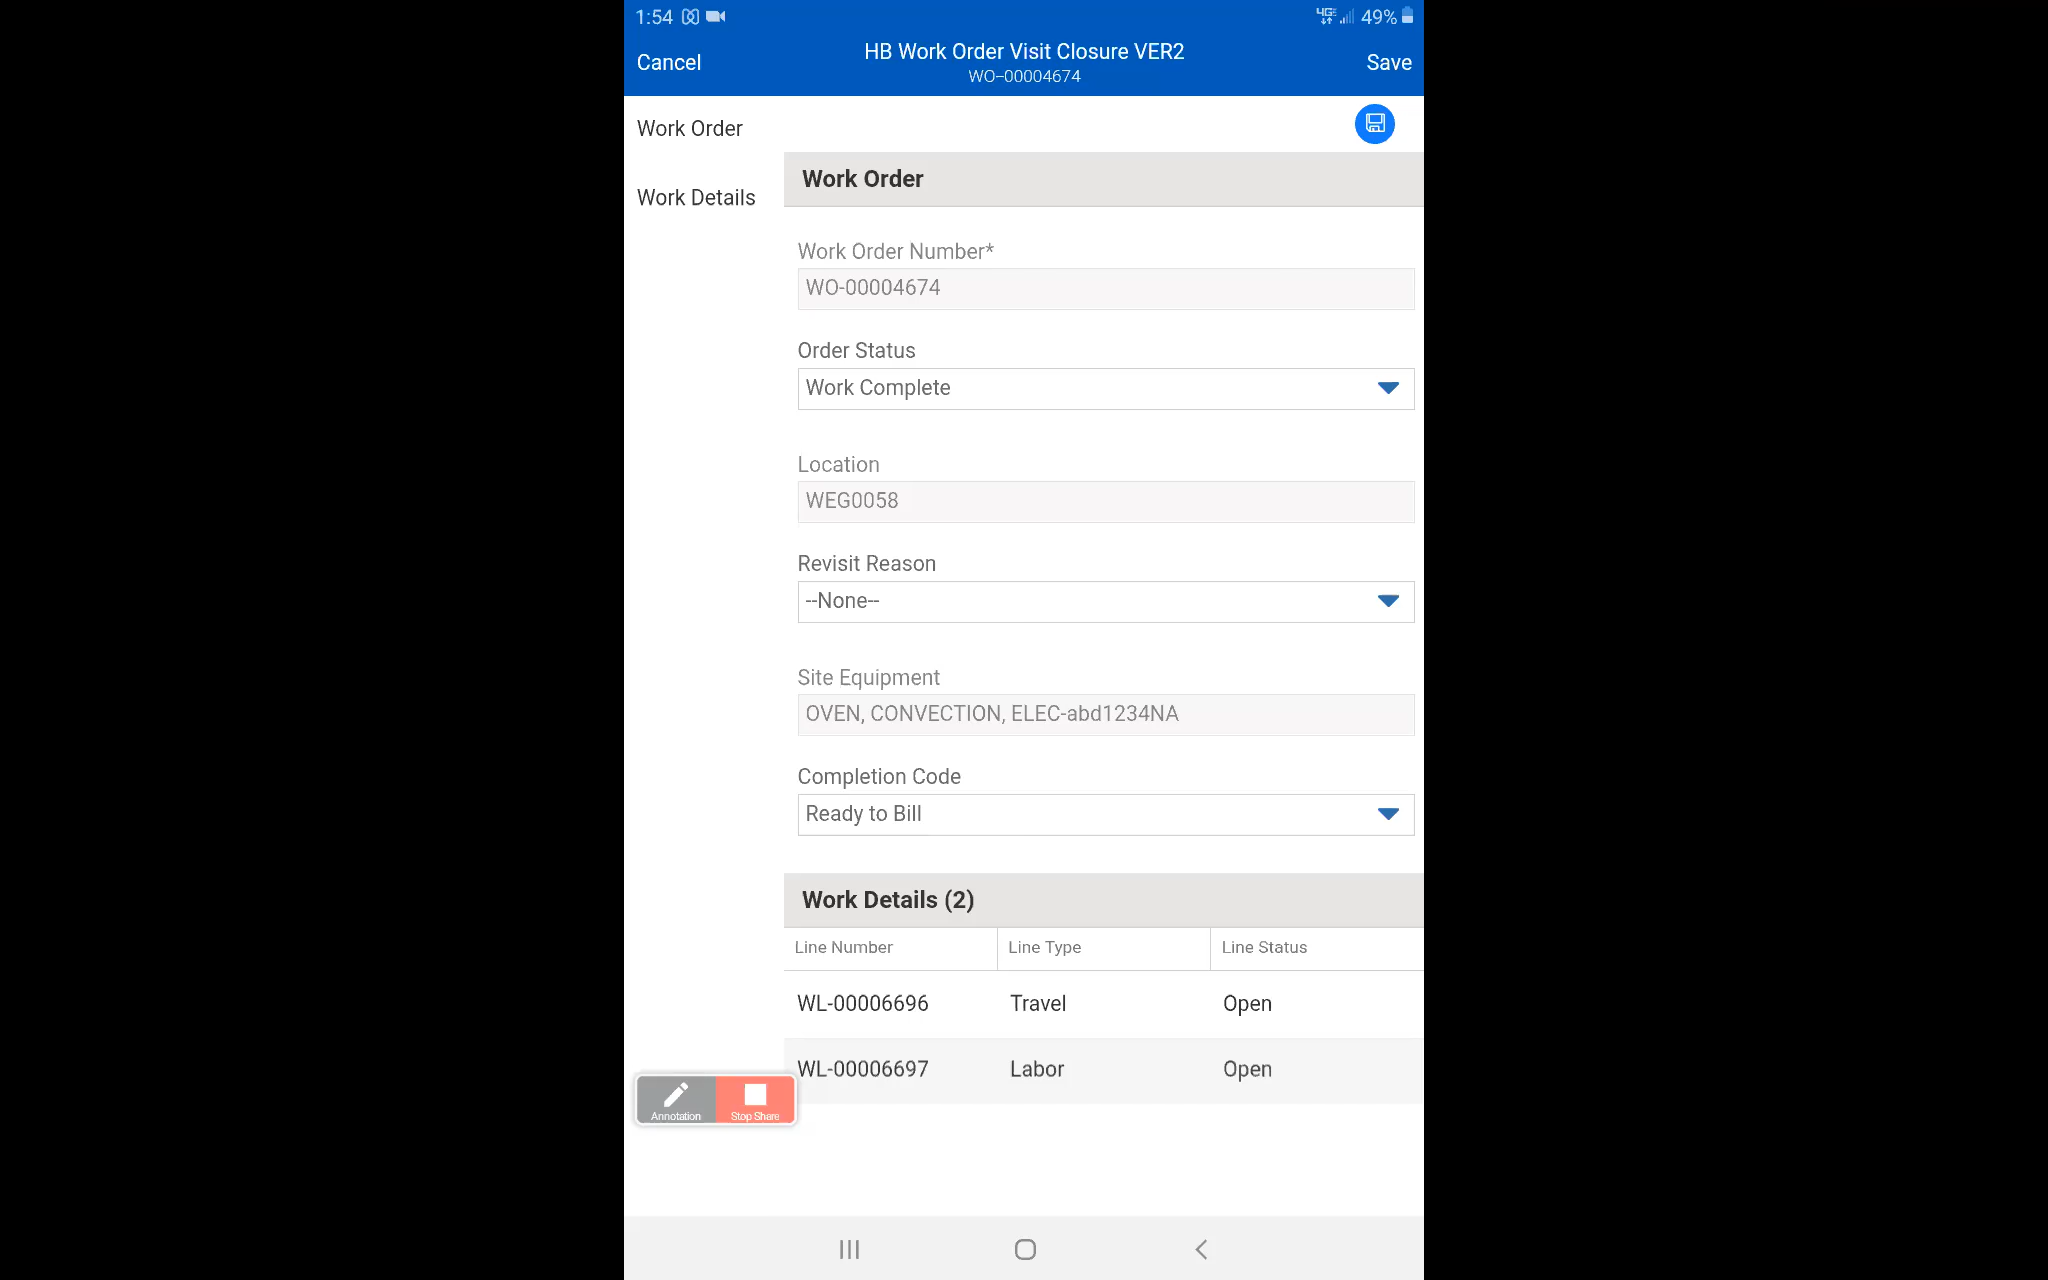 1:54
49%
Cancel
HB Work Order Visit Closure VER2
WO-00004674
Save
Work Order
Work Details
Work Order
Work Order Number*
WO-00004674
Order Status
Work Complete
Location
WEG0058
Revisit Reason
--None--
Site Equipment
OVEN, CONVECTION, ELEC-abd1234NA
Completion Code
Ready to Bill
Work Details (2)
Line Number Line Type Line Status
WL-00006696 Travel Open
WL-00006697 Labor Open
Annotation Stop Share